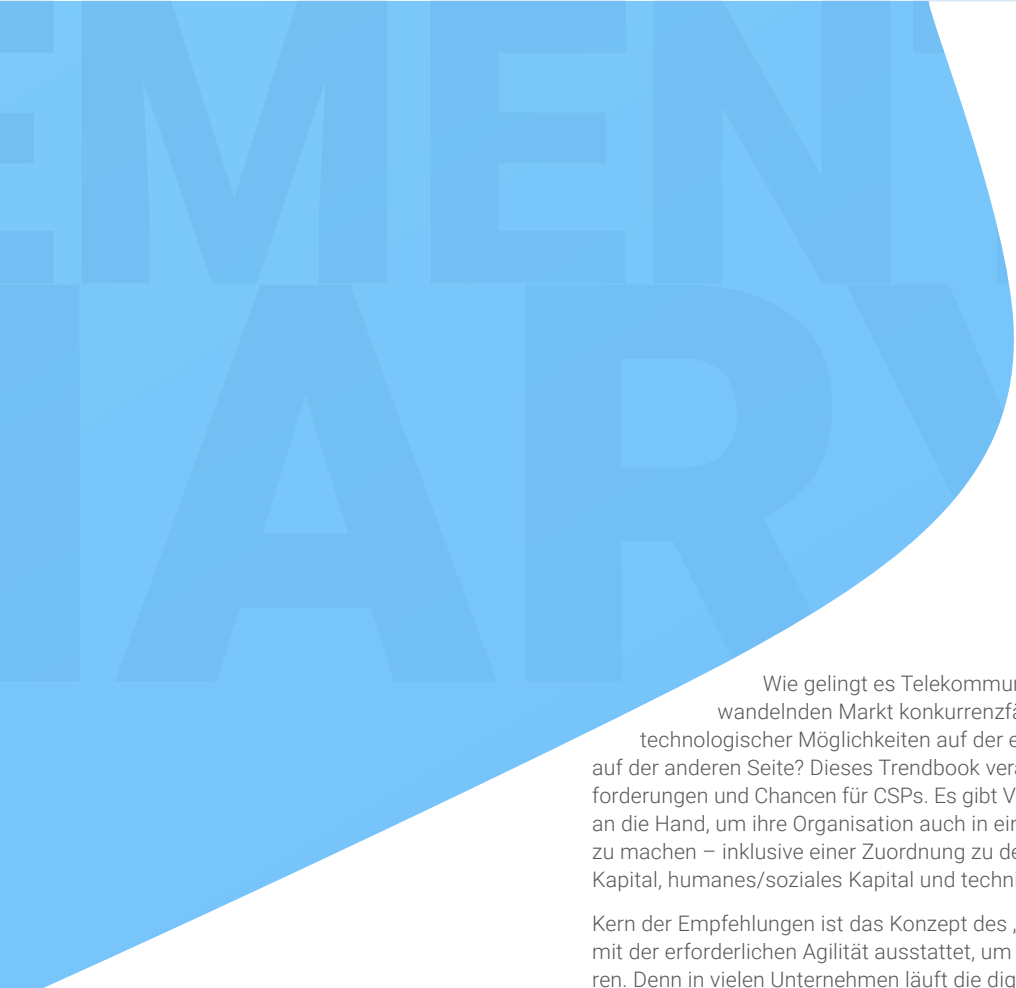 EMENT
MARY
Wie gelingt es Telekommun
wandelnden Markt konkurrenzfä
technologischer Möglichkeiten auf der e
auf der anderen Seite? Dieses Trendbook vera
forderungen und Chancen für CSPs. Es gibt V
an die Hand, um ihre Organisation auch in ein
zu machen – inklusive einer Zuordnung zu de
Kapital, humanes/soziales Kapital und techni
Kern der Empfehlungen ist das Konzept des „
mit der erforderlichen Agilität ausstattet, um
ren. Denn in vielen Unternehmen läuft die dig